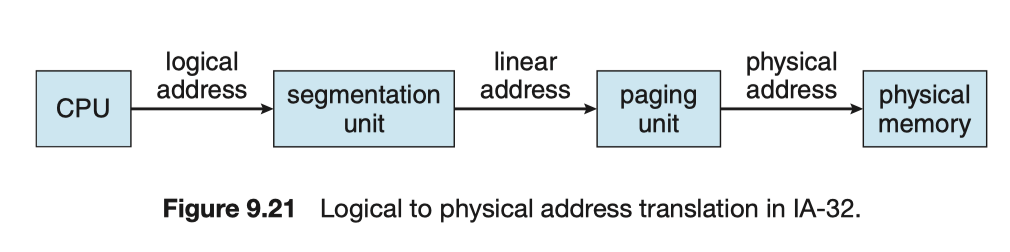 logical
address
linear
address
physical
address
CPU
segmentation
unit
paging
unit
physical
memory
Figure 9.21 Logical to physical address translation in IA-32.